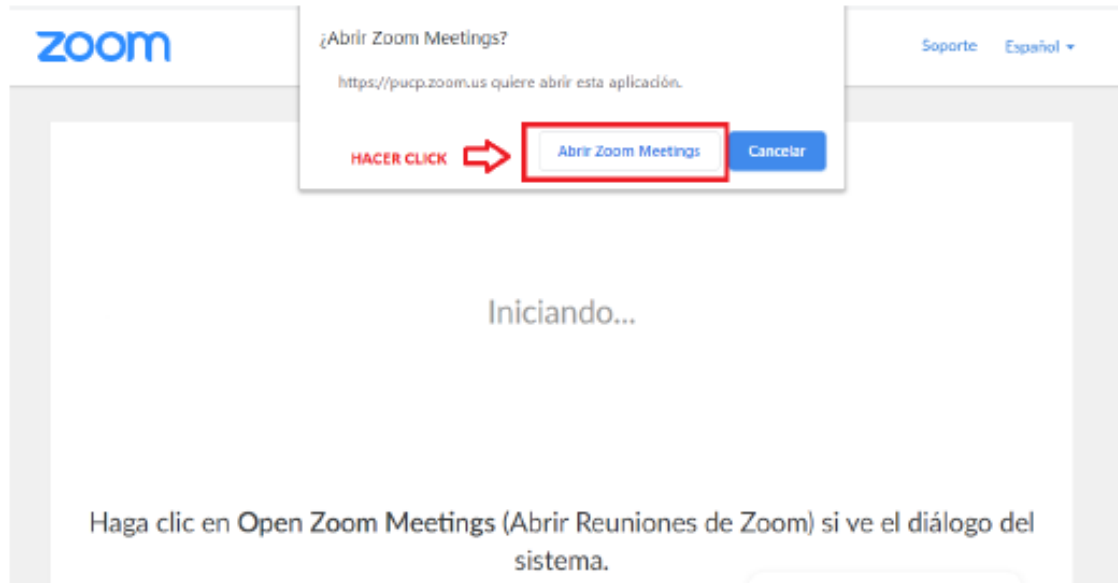 zoom
¿Abrir Zoom Meetings?
Soporte Español
https://pucp.zoom.us quiere abrir esta aplicación.
HACER CLICK Abrir Zoom Meetings Cancelar
Iniciando...
Haga clic en Open Zoom Meetings (Abrir Reuniones de Zoom) si ve el diálogo del
sistema.